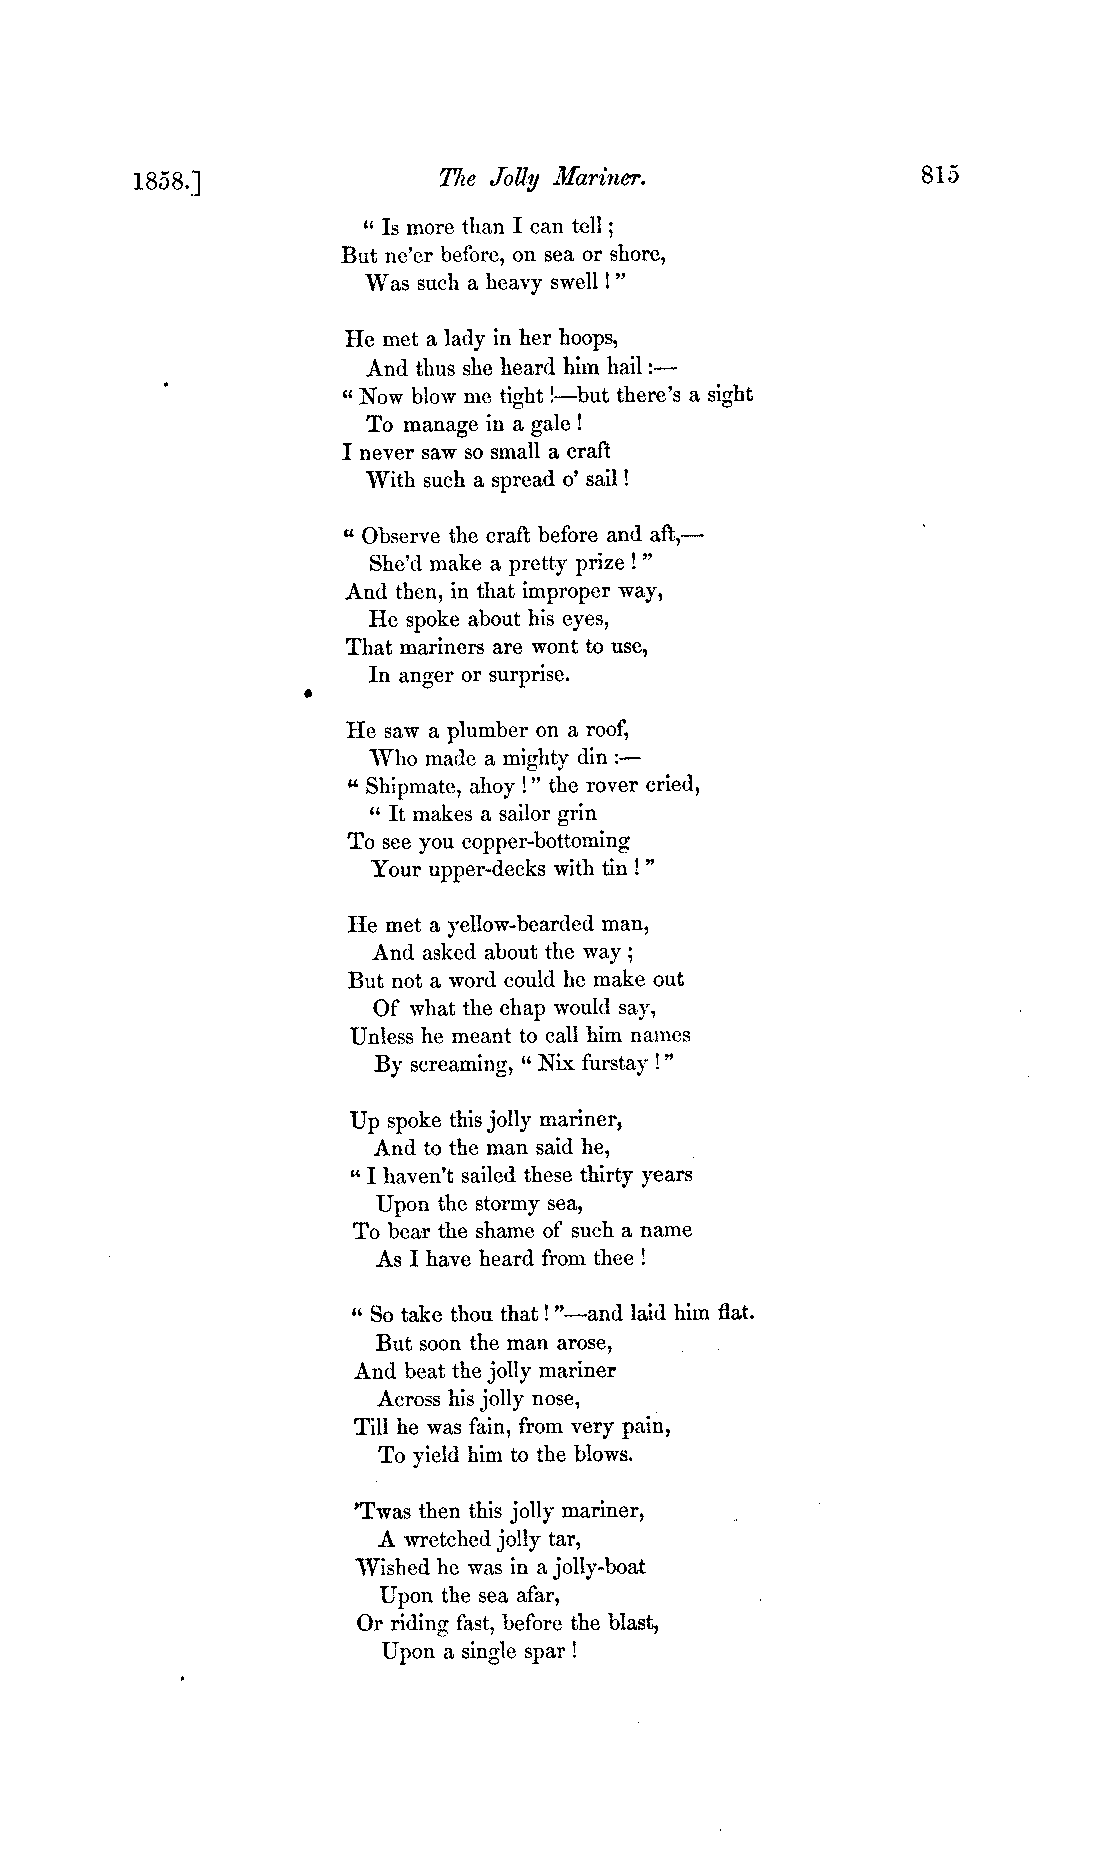 1858.] The Jolly Mariner. 815
“ Is more than I can tell ;
But ne'er before, on sea or shore,
Was such a heavy swell ! ”
He met a lady in her hoops,
And thus she heard him hail :—
“ Now blow me tight !—but there's a sight
To manage in a gale !
I never saw so small a craft
With such a spread o' sail !
“ Observe the craft before and aft,—
She'd make a pretty prize ! ”
And then, in that improper way,
He spoke about his eyes,
That mariners are wont to use,
In anger or surprise.
He saw a plumber on a roof,
Who made a mighty din :—
“ Shipmate, ahoy ! ” the rover cried,
“ It makes a sailor grin
To see you copper-bottoming
Your upper-decks with tin ! ”
He met a yellow-bearded man,
And asked about the way ;
But not a word could he make out
Of what the chap would say,
Unless he meant to call him names
By screaming, “ Nix furstay ! ”
Up spoke this jolly mariner,
And to the man said he,
“ I haven't sailed these thirty years
Upon the stormy sea,
To bear the shame of such a name
As I have heard from thee !
“ So take thou that ! ”—and laid him flat.
But soon the man arose,
And beat the jolly mariner
Across his jolly nose,
Till he was fain, from very pain,
To yield him to the blows.
'Twas then this jolly mariner,
A wretched jolly tar,
Wished he was in a jolly-boat
Upon the sea afar,
Or riding fast, before the blast,
Upon a single spar !